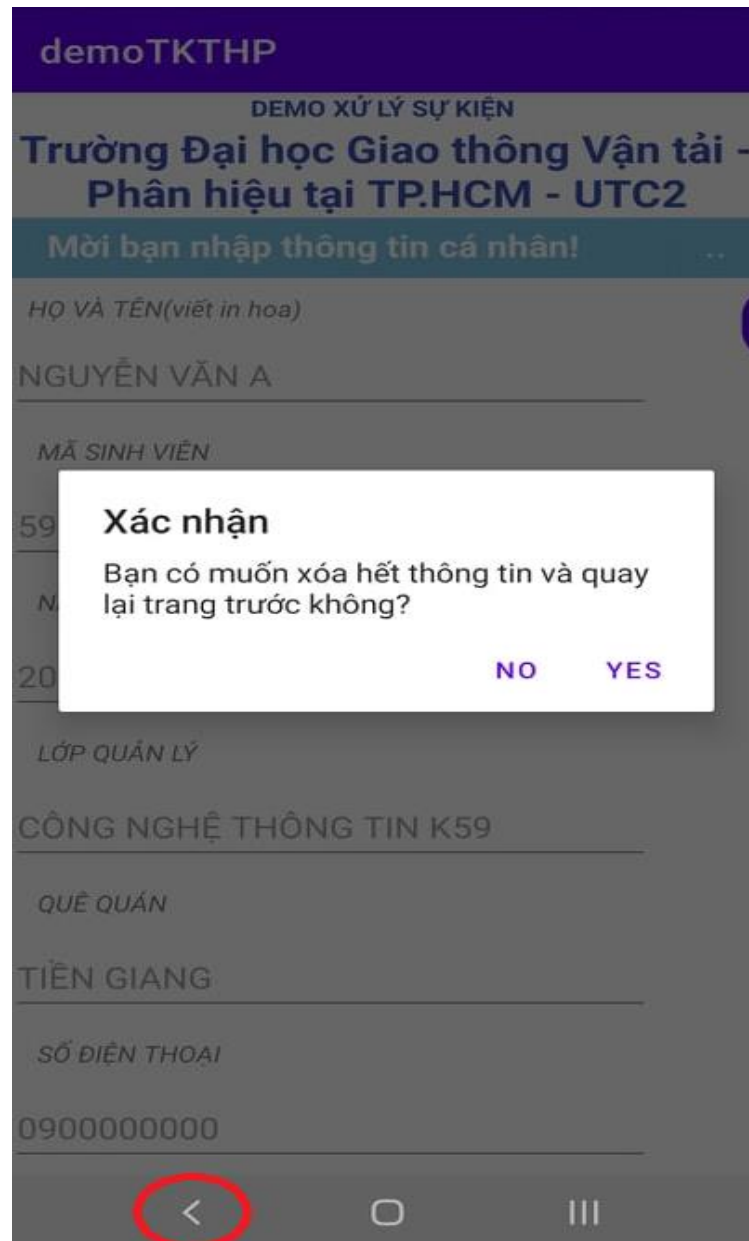 demoTKTHP
DEMO XỬ LÝ SỰ KIỆN
Trường Đại học Giao thông Vận tải -
Phân hiệu tại TP.HCM - UTC2
Mời bạn nhập thông tin cá nhân! ..
HỌ VÀ TÊN(viết in hoa)
NGUYỄN VĂN A
MÃ SINH VIÊN
59
Xác nhận
Bạn có muốn xóa hết thông tin và quay
lại trang trước không?
N
20
NO YES
LỚP QUẢN LÝ
CÔNG NGHỆ THÔNG TIN K59
QUÊ QUÁN
TIỀN GIANG
SỐ ĐIỆN THOẠI
0900000000